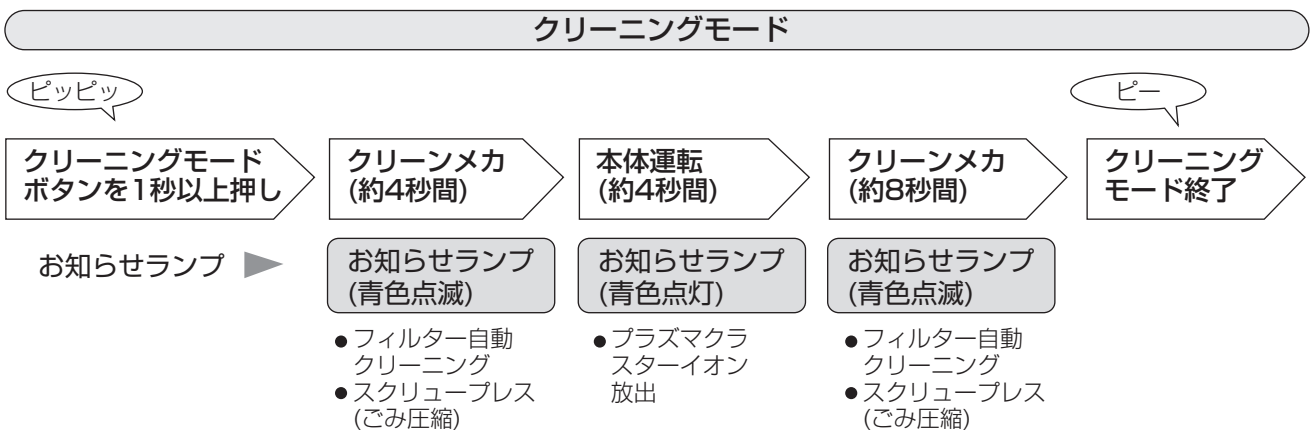 クリーニングモード
ピッピッ
ピー
クリーニングモード
ボタンを1秒以上押し
クリーンメカ
(約4秒間)
本体運転
(約4秒間)
クリーンメカ
(約8秒間)
クリーニング
モード終了
お知らせランプ
お知らせランプ
(青色点滅)
● フィルター自動
クリーニング
● スクリュープレス
(ごみ圧縮)
お知らせランプ
(青色点灯)
● プラズマクラ
スターイオン
放出
お知らせランプ
(青色点滅)
● フィルター自動
クリーニング
● スクリュープレス
(ごみ圧縮)